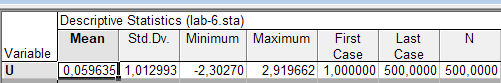 Descriptive Statistics (lab-6.sta)
Variable Mean Std.Dv. Minimum Maximum First Case Last Case N
U 0,059635 1,012993 -2,30270 2,919662 1,000000 500,0000 500,0000